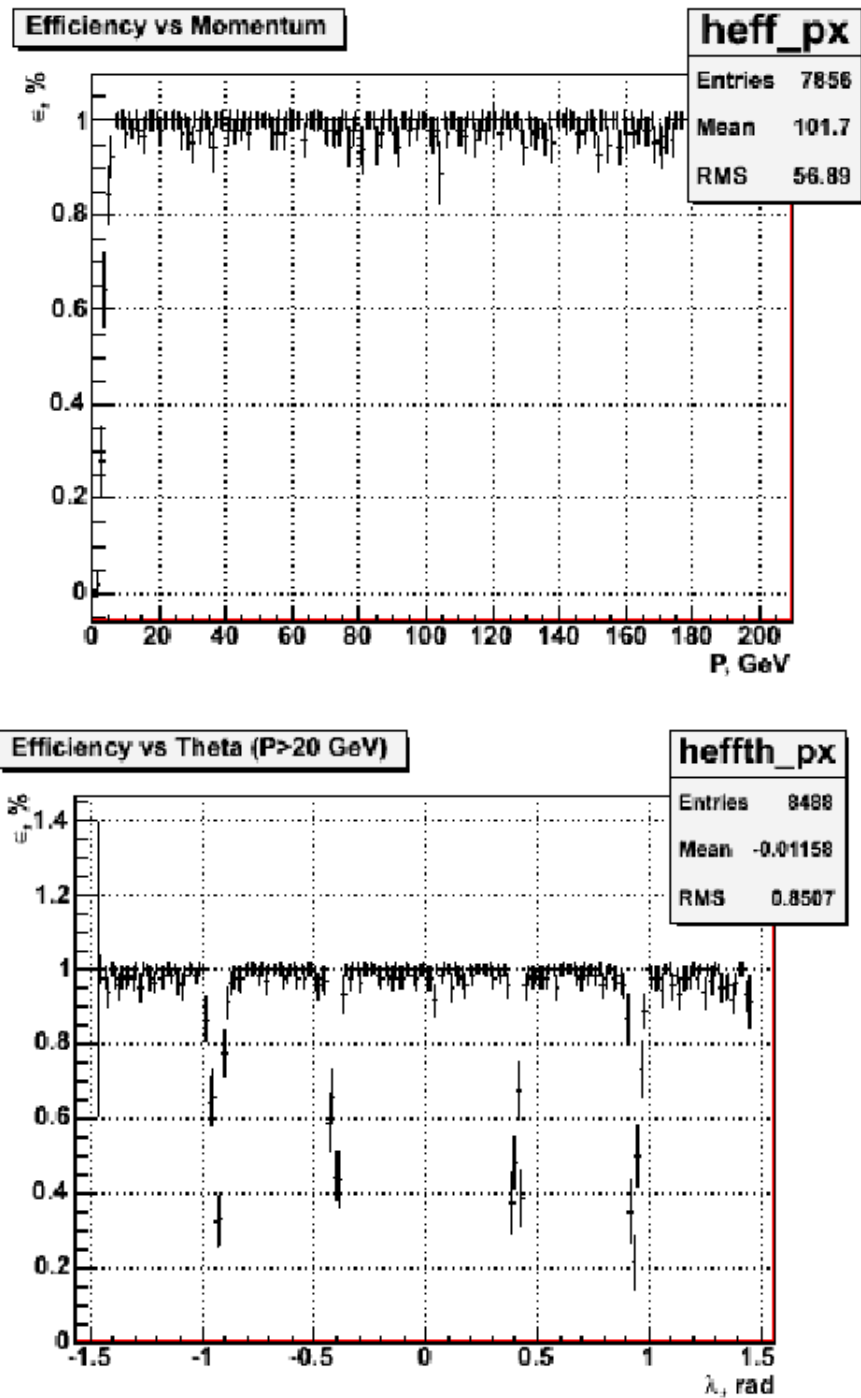 Efficiency vs Momentum
heff_px
Entries 7856
Mean 101.7
RMS 56.89
ε, %
1
0.8
0.6
0.4
0.2
0
0 20 40 60 80 100 120 140 160 180 200
P, GeV
Efficiency vs Theta (P>20 GeV)
heffth_px
Entries 8488
Mean -0.01158
RMS 0.8507
ε, %
1.4
1.2
1
0.8
0.6
0.4
0.2
0
-1.5 -1 -0.5 0 0.5 1 1.5
λ, rad